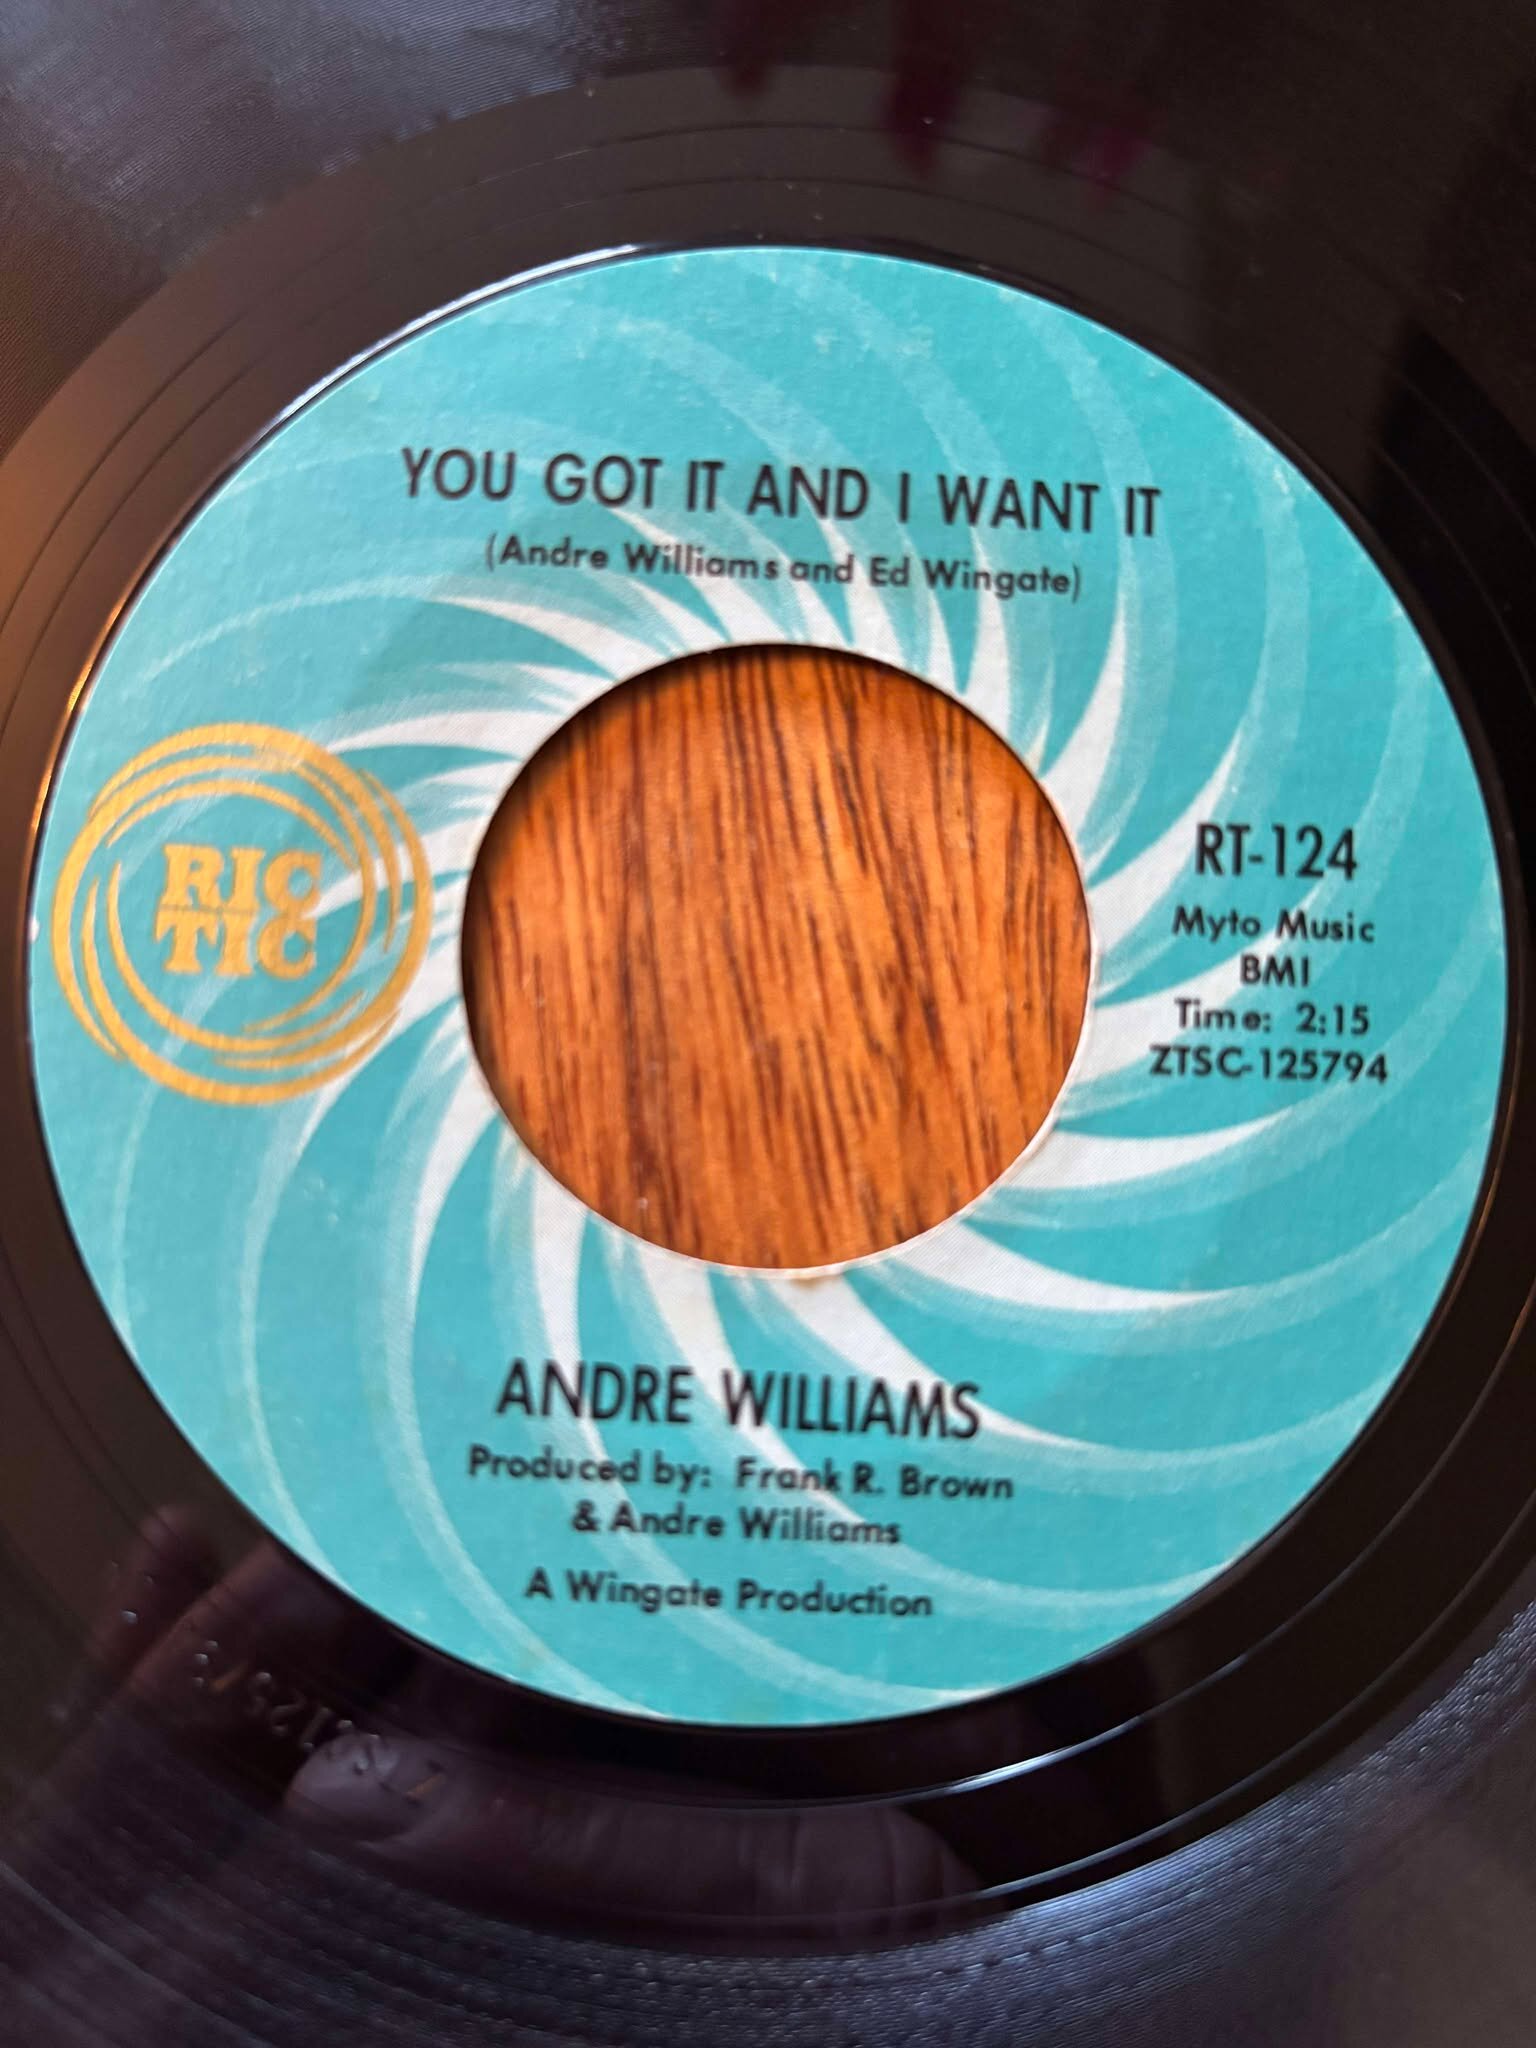 YOU GOT IT AND I WANT IT
(Andre Williams and Ed Wingate)
RIC
TIC
RT-124
Myto Music
BMI
Time: 2:15
ZTSC-125794
ANDRE WILLIAMS
Produced by: Frank R. Brown
& Andre Williams
A Wingate Production